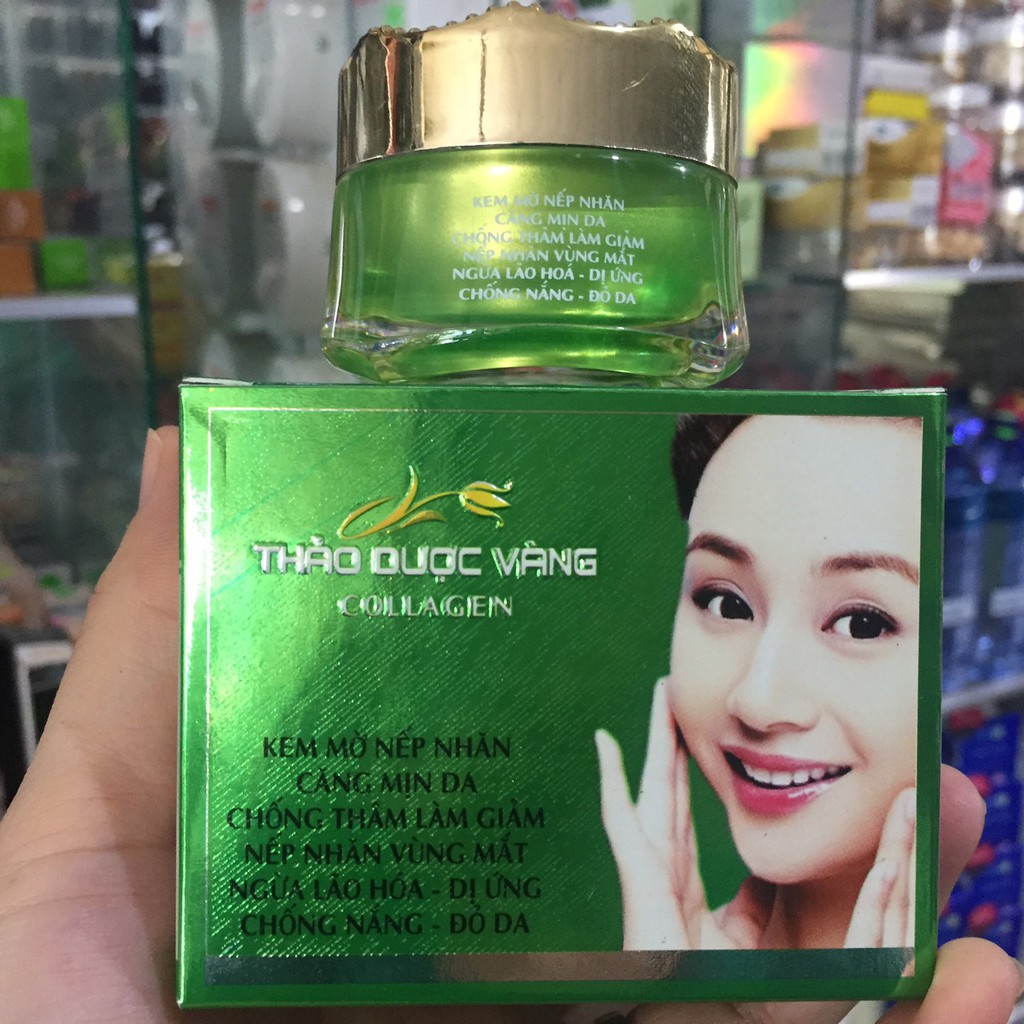 KEM MỜ NẾP NHĂN
CĂNG MỊN DA
CHỐNG THÂM LÀM GIẢM
NẾP NHĂN VÙNG MẮT
NGỪA LÃO HOÁ - DỊ ỨNG
CHỐNG NẮNG - ĐỎ DA
THẢO DƯỢC VÀNG
COLLAGEN
KEM MỜ NẾP NHĂN
CĂNG MỊN DA
CHỐNG THÂM LÀM GIẢM
NẾP NHĂN VÙNG MẮT
NGỪA LÃO HÓA - DỊ ỨNG
CHỐNG NẮNG - ĐỎ DA